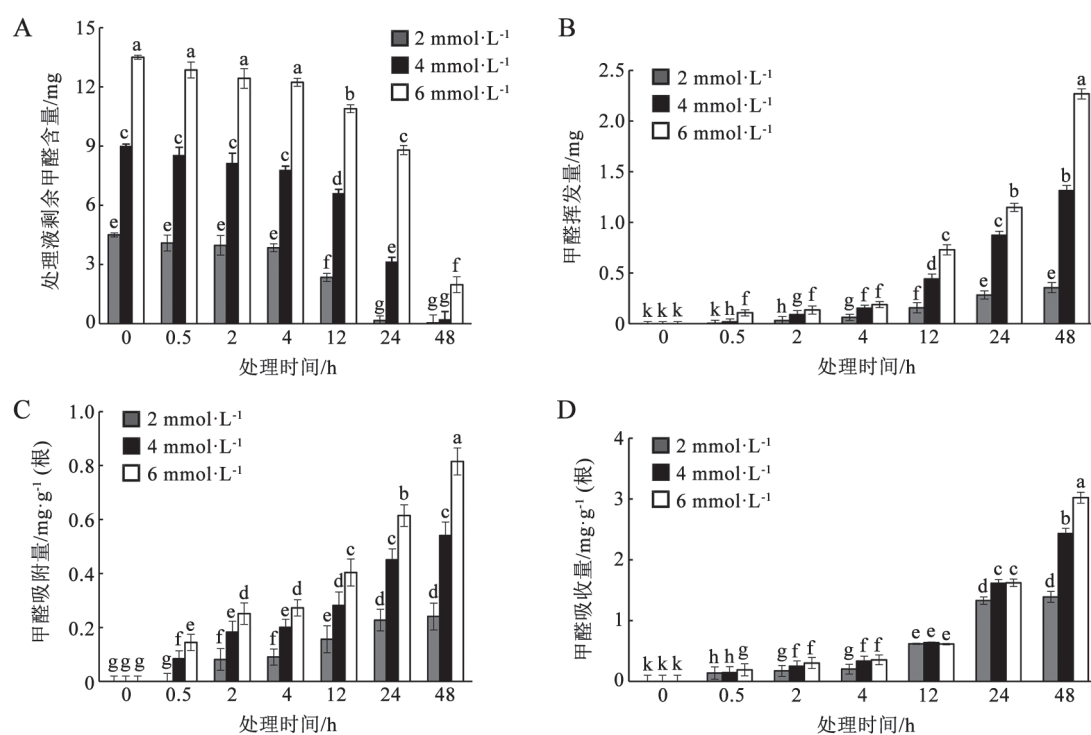 A
15
12
9
6
3
0
处理液剩余甲醛含量/mg
2 mmol·L⁻¹
4 mmol·L⁻¹
6 mmol·L⁻¹
e c a
e c a
e c a
e c a
f d b
g e c
g g f
0 0.5 2 4 12 24 48
处理时间/h
B
3.0
2.5
2.0
1.5
1.0
0.5
0
甲醛挥发量/mg
2 mmol·L⁻¹
4 mmol·L⁻¹
6 mmol·L⁻¹
k k k
k h f
h g f
g f f
f d c
e c b
e b a
0 0.5 2 4 12 24 48
处理时间/h
C
1.0
0.8
0.6
0.4
0.2
0
甲醛吸附量/mg·g⁻¹ (根)
2 mmol·L⁻¹
4 mmol·L⁻¹
6 mmol·L⁻¹
g g g
g f e
f e d
f e d
e d c
d c b
d c a
0 0.5 2 4 12 24 48
处理时间/h
D
4
3
2
1
0
甲醛吸收量/mg·g⁻¹ (根)
2 mmol·L⁻¹
4 mmol·L⁻¹
6 mmol·L⁻¹
k k k
h h g
g f f
g f f
e e e
d c c
d b a
0 0.5 2 4 12 24 48
处理时间/h